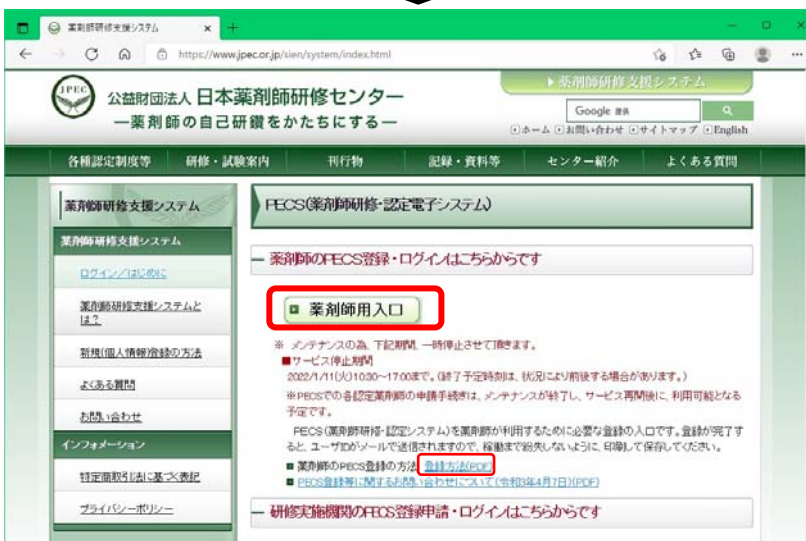 薬剤師研修支援システム
https://www.jpec.or.jp/sien/system/index.html
JPEC
公益財団法人 日本薬剤師研修センター
―薬剤師の自己研鑽をかたちにする―
薬剤師研修支援システム
Google 検索
ホーム お問い合わせ サイトマップ English
各種認定制度等 研修・試験案内 刊行物 記録・資料等 センター紹介 よくある質問
薬剤師研修支援システム
薬剤師研修支援システム
ログイン/はじめに
薬剤師研修支援システムと
は?
新規(個人情報)登録の方法
よくある質問
お問い合わせ
インフォメーション
特定商取引法に基づく表記
プライバシーポリシー
PECS(薬剤師研修・認定電子システム)
薬剤師のPECS登録・ログインはこちらからです
薬剤師用入口
※ メンテナンスの為、下記期間、一時停止させて頂きます。
■サービス停止期間
2022/1/11(火)10:30~17:00まで。(終了予定時刻は、状況により前後する場合があります。)
※PECSでの各認定薬剤師の申請手続きは、メンテナンスが終了し、サービス再開後に、利用可能となる
予定です。
PECS(薬剤師研修・認定システム)を薬剤師が利用するために必要な登録の入口です。登録が完了す
ると、ユーザIDがメールで送信されますので、稼働まで紛失しないように、印刷して保存してください。
■ 薬剤師のPECS登録の方法 登録方法(PDF)
■ PECS登録等に関するお問い合わせについて(令和3年4月7日)(PDF)
研修実施機関のPECS登録申請・ログインはこちらからです